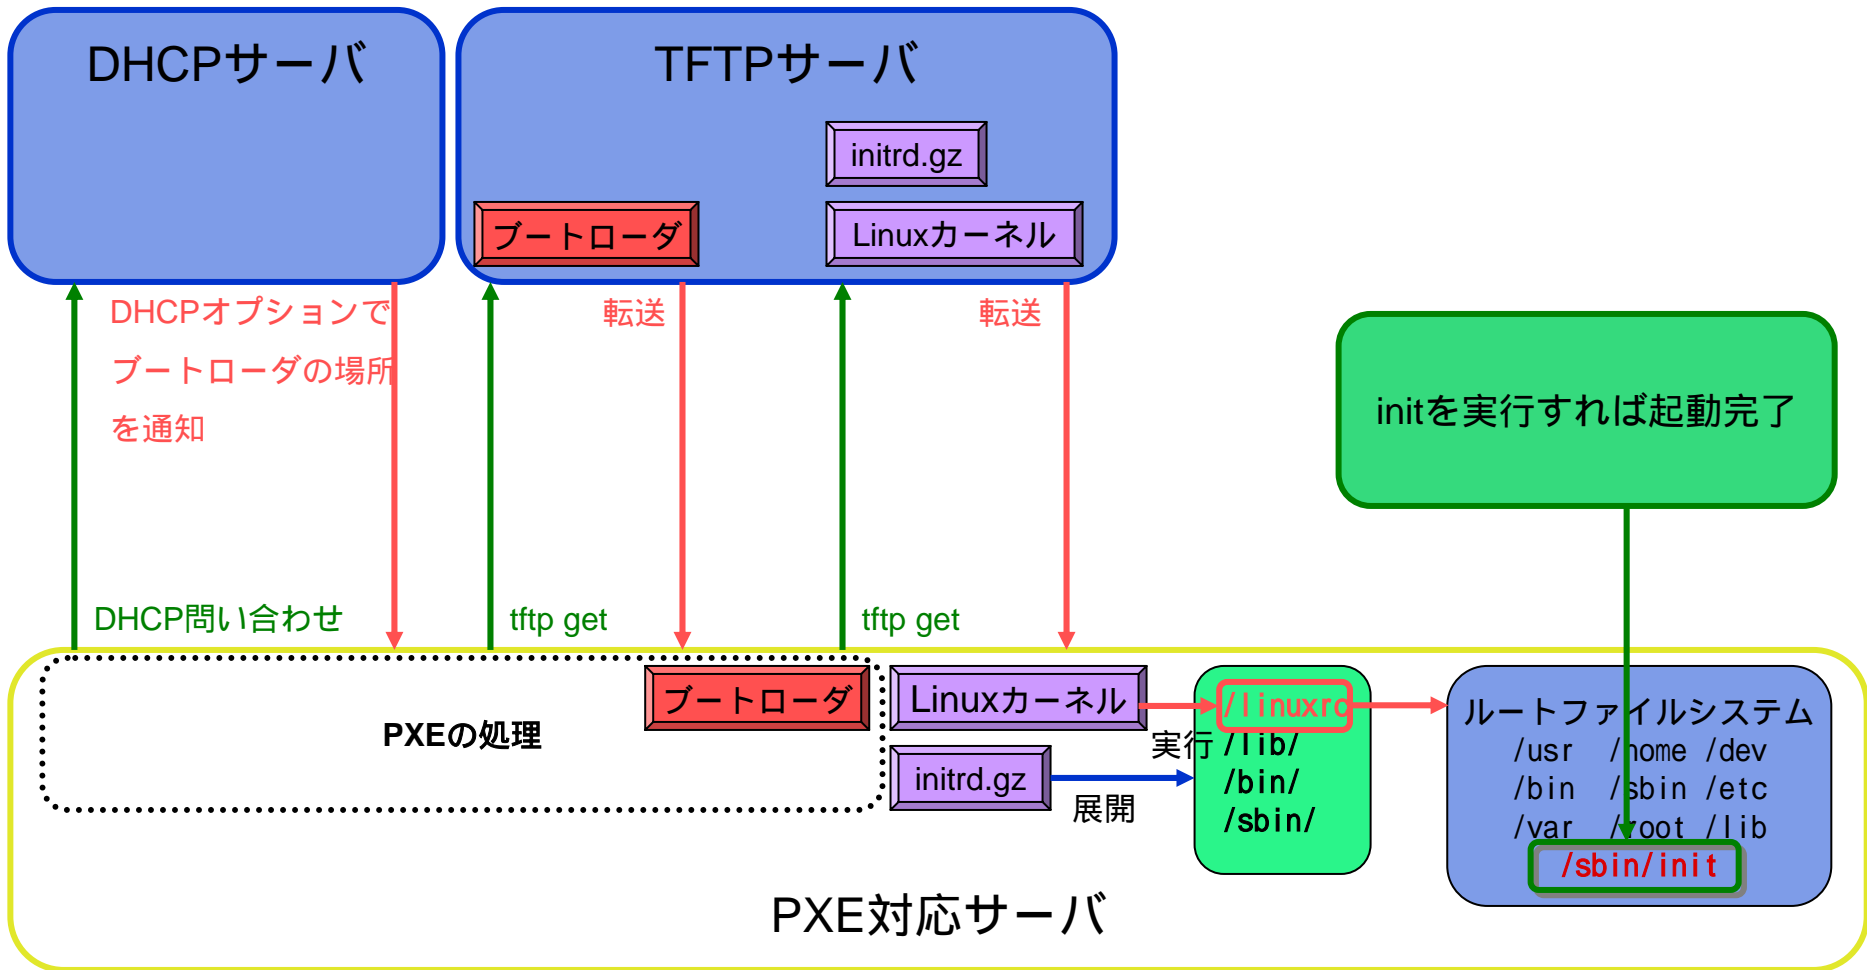 DHCPサーバ
TFTPサーバ
initrd.gz
ブートローダ
Linuxカーネル
DHCPオプションで
ブートローダの場所
を通知
転送
転送
initを実行すれば起動完了
DHCP問い合わせ
tftp get
tftp get
PXEの処理
ブートローダ
Linuxカーネル
initrd.gz
実行
展開
/linuxrc
/lib/
/bin/
/sbin/
ルートファイルシステム
/usr /home /dev
/bin /sbin /etc
/var /root /lib
/sbin/init
PXE対応サーバ